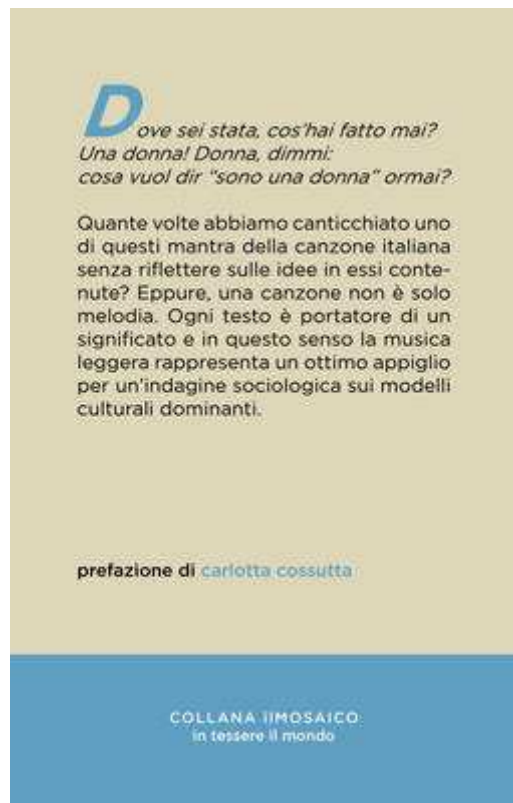 Dove sei stata, cos'hai fatto mai?
Una donna! Donna, dimmi:
cosa vuol dir "sono una donna" ormai?
Quante volte abbiamo canticchiato uno
di questi mantra della canzone italiana
senza riflettere sulle idee in essi conte-
nute? Eppure, una canzone non è solo
melodia. Ogni testo è portatore di un
significato e in questo senso la musica
leggera rappresenta un ottimo appiglio
per un'indagine sociologica sui modelli
culturali dominanti.
prefazione di carlotta cossutta
COLLANA IIMOSAICO
in tessere il mondo